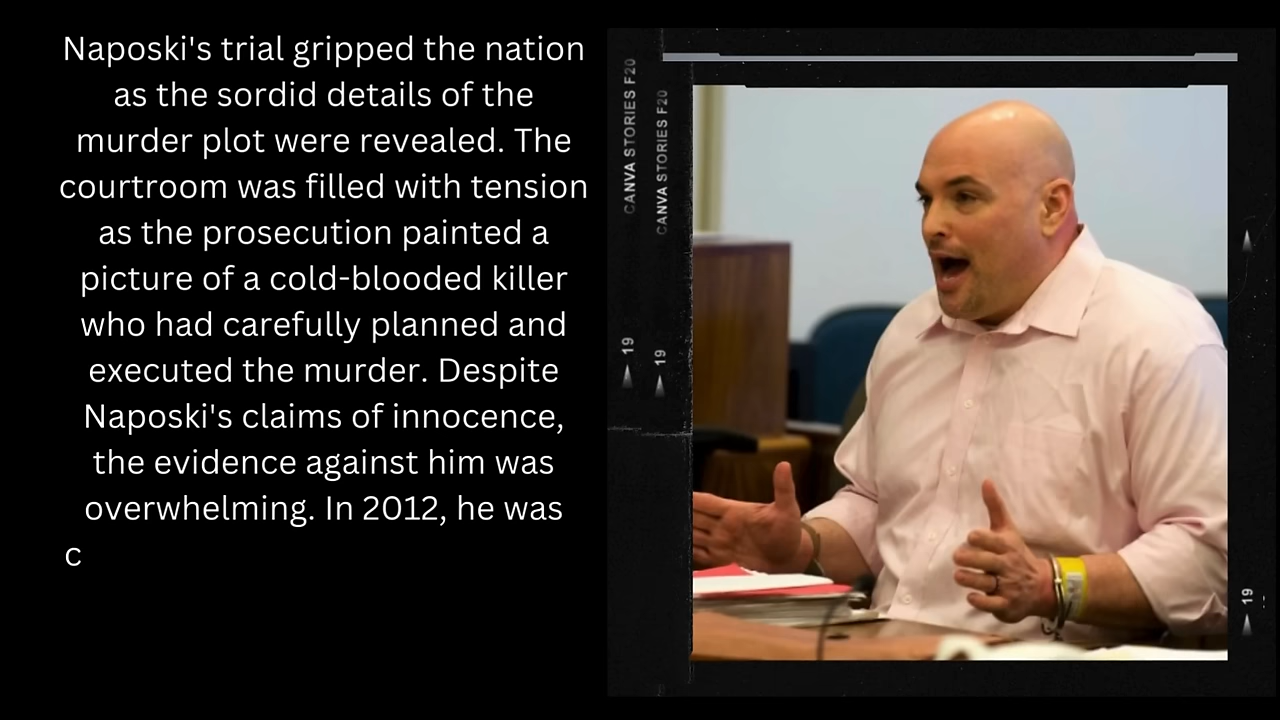 Naposki's trial gripped the nation
as the sordid details of the
murder plot were revealed. The
courtroom was filled with tension
as the prosecution painted a
picture of a cold-blooded killer
who had carefully planned and
executed the murder. Despite
Naposki's claims of innocence,
the evidence against him was
overwhelming. In 2012, he was
c
CANVA STORIES F20
CANVA STORIES F20
19
19
19